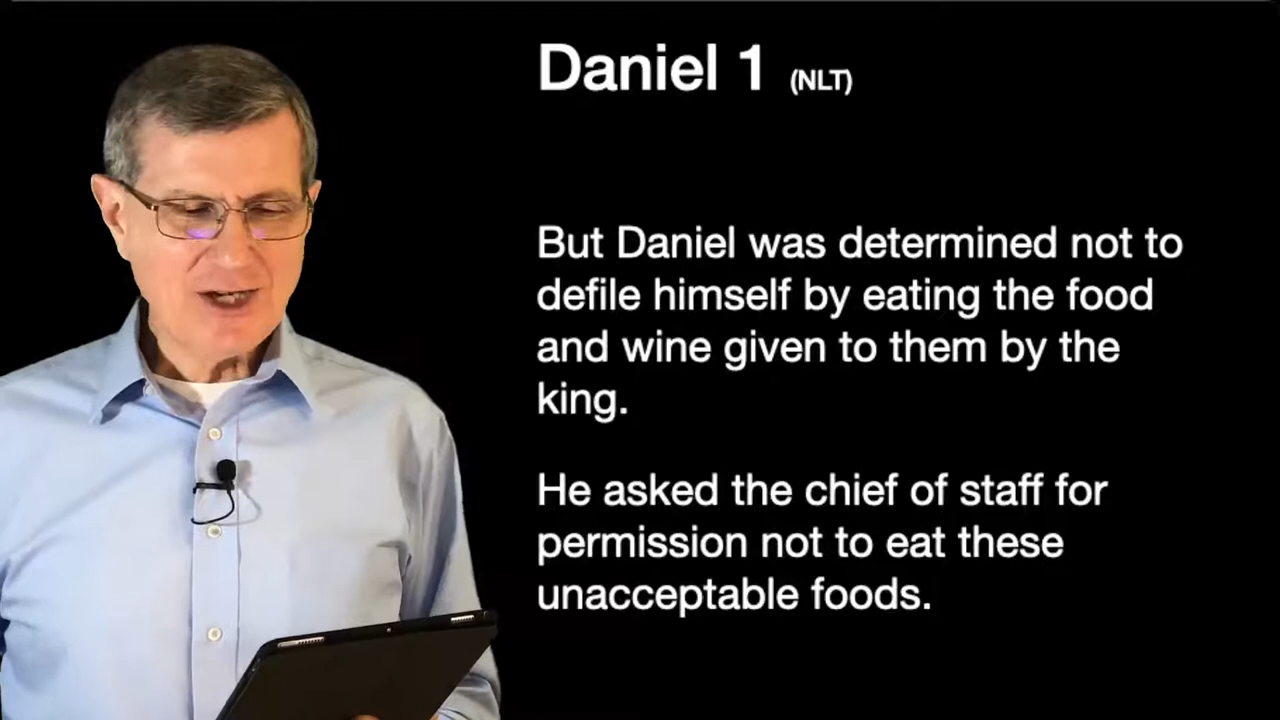 Daniel 1 (NLT)
But Daniel was determined not to
defile himself by eating the food
and wine given to them by the
king.
He asked the chief of staff for
permission not to eat these
unacceptable foods.